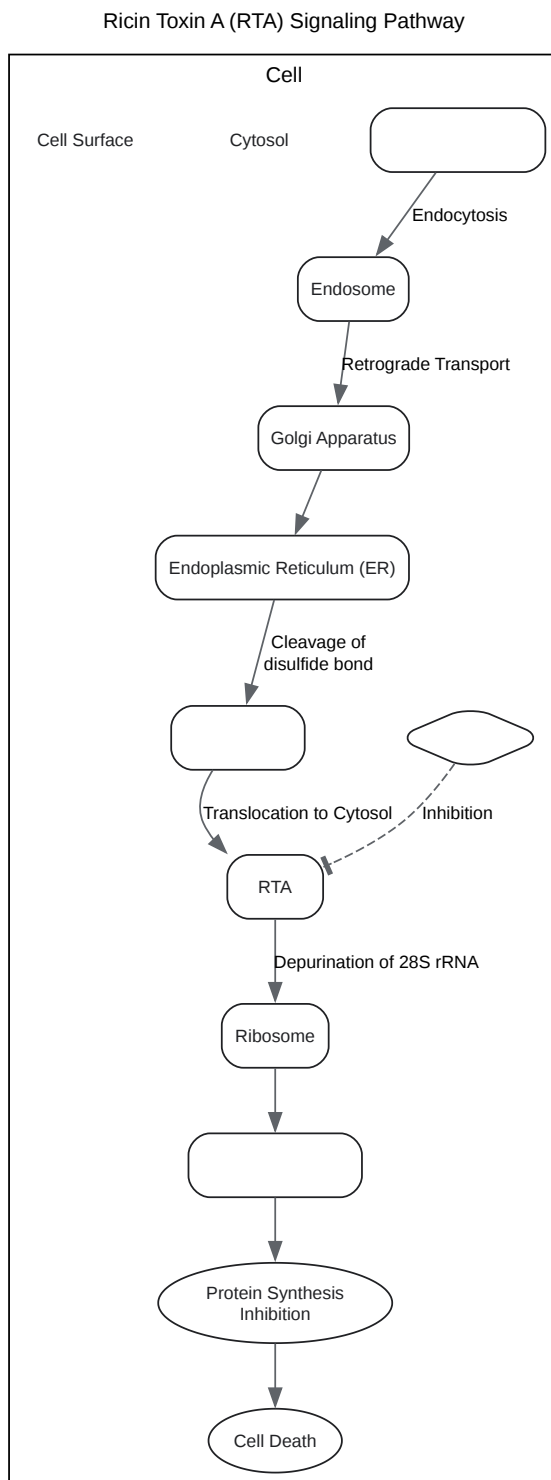 Ricin Toxin A (RTA) Signaling Pathway
Cell
Cell Surface
Cytosol
Endocytosis
Endosome
Retrograde Transport
Golgi Apparatus
Endoplasmic Reticulum (ER)
Cleavage of
disulfide bond
Translocation to Cytosol
Inhibition
RTA
Depurination of 28S rRNA
Ribosome
Protein Synthesis
Inhibition
Cell Death